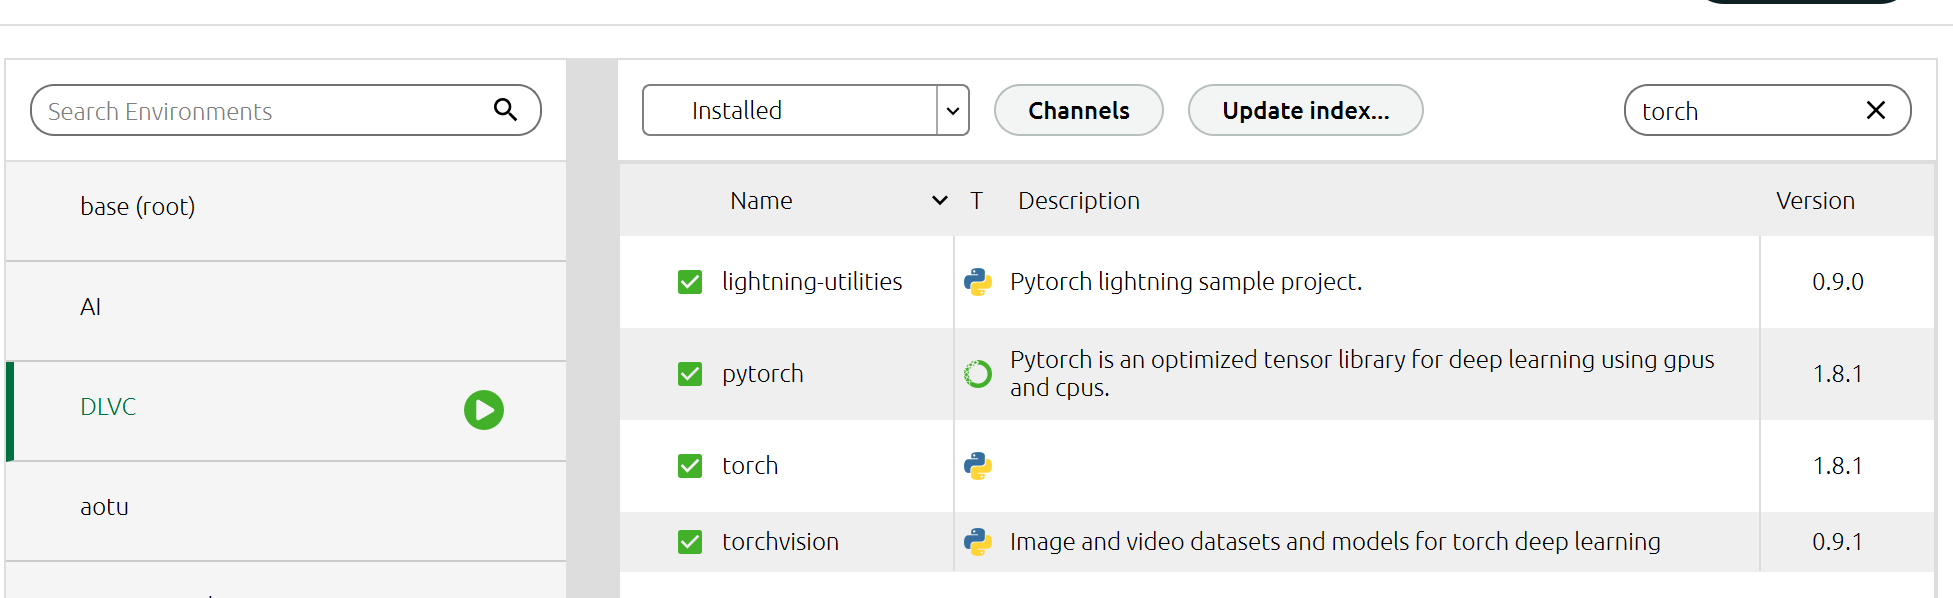 Search Environments
base (root)
AI
DLVC
aotu
Installed
Channels
Update index...
torch
Name
T
Description
Version
lightning-utilities
Pytorch lightning sample project.
0.9.0
pytorch
Pytorch is an optimized tensor library for deep learning using gpus
and cpus.
1.8.1
torch
1.8.1
torchvision
Image and video datasets and models for torch deep learning
0.9.1